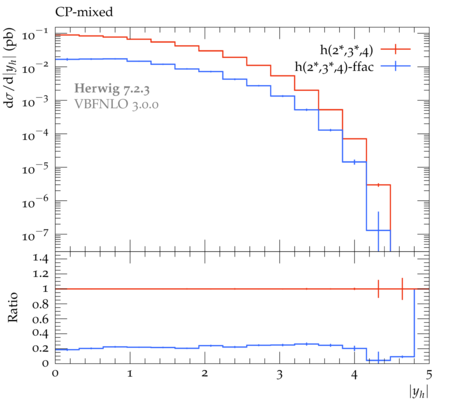 CP-mixed
dσ/d|y_h| (pb)
10⁻¹
10⁻²
10⁻³
10⁻⁴
10⁻⁵
10⁻⁶
10⁻⁷
h(2*,3*,4)
h(2*,3*,4)-ffac
Herwig 7.2.3
VBFNLO 3.0.0
Ratio
1.4
1.2
1
0.8
0.6
0.4
0.2
0
0 1 2 3 4 5
|y_h|